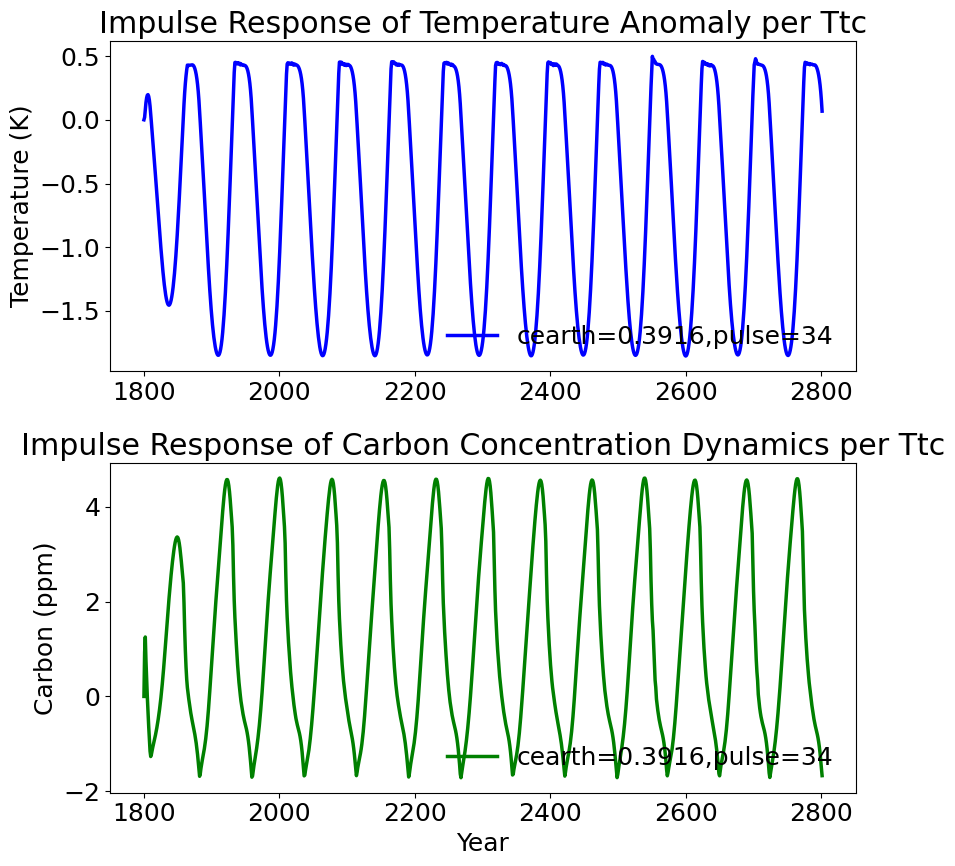 Impulse Response of Temperature Anomaly per Ttc
Temperature (K)
0.5
0.0
−0.5
−1.0
−1.5
cearth=0.3916,pulse=34
1800 2000 2200 2400 2600 2800
Impulse Response of Carbon Concentration Dynamics per Ttc
Carbon (ppm)
4
2
0
−2
cearth=0.3916,pulse=34
1800 2000 2200 2400 2600 2800
Year